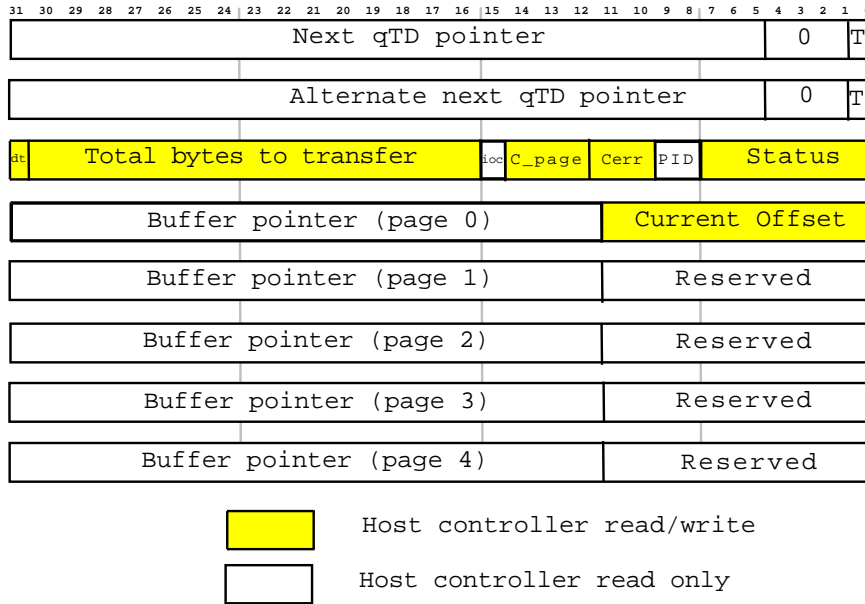 31 30 29 28 27 26 25 24 23 22 21 20 19 18 17 16 15 14 13 12 11 10 9 8 7 6 5 4 3 2 1
Next qTD pointer 0 T
Alternate next qTD pointer 0 T
dt Total bytes to transfer ioc C_page Cerr PID Status
Buffer pointer (page 0) Current Offset
Buffer pointer (page 1) Reserved
Buffer pointer (page 2) Reserved
Buffer pointer (page 3) Reserved
Buffer pointer (page 4) Reserved
Host controller read/write
Host controller read only